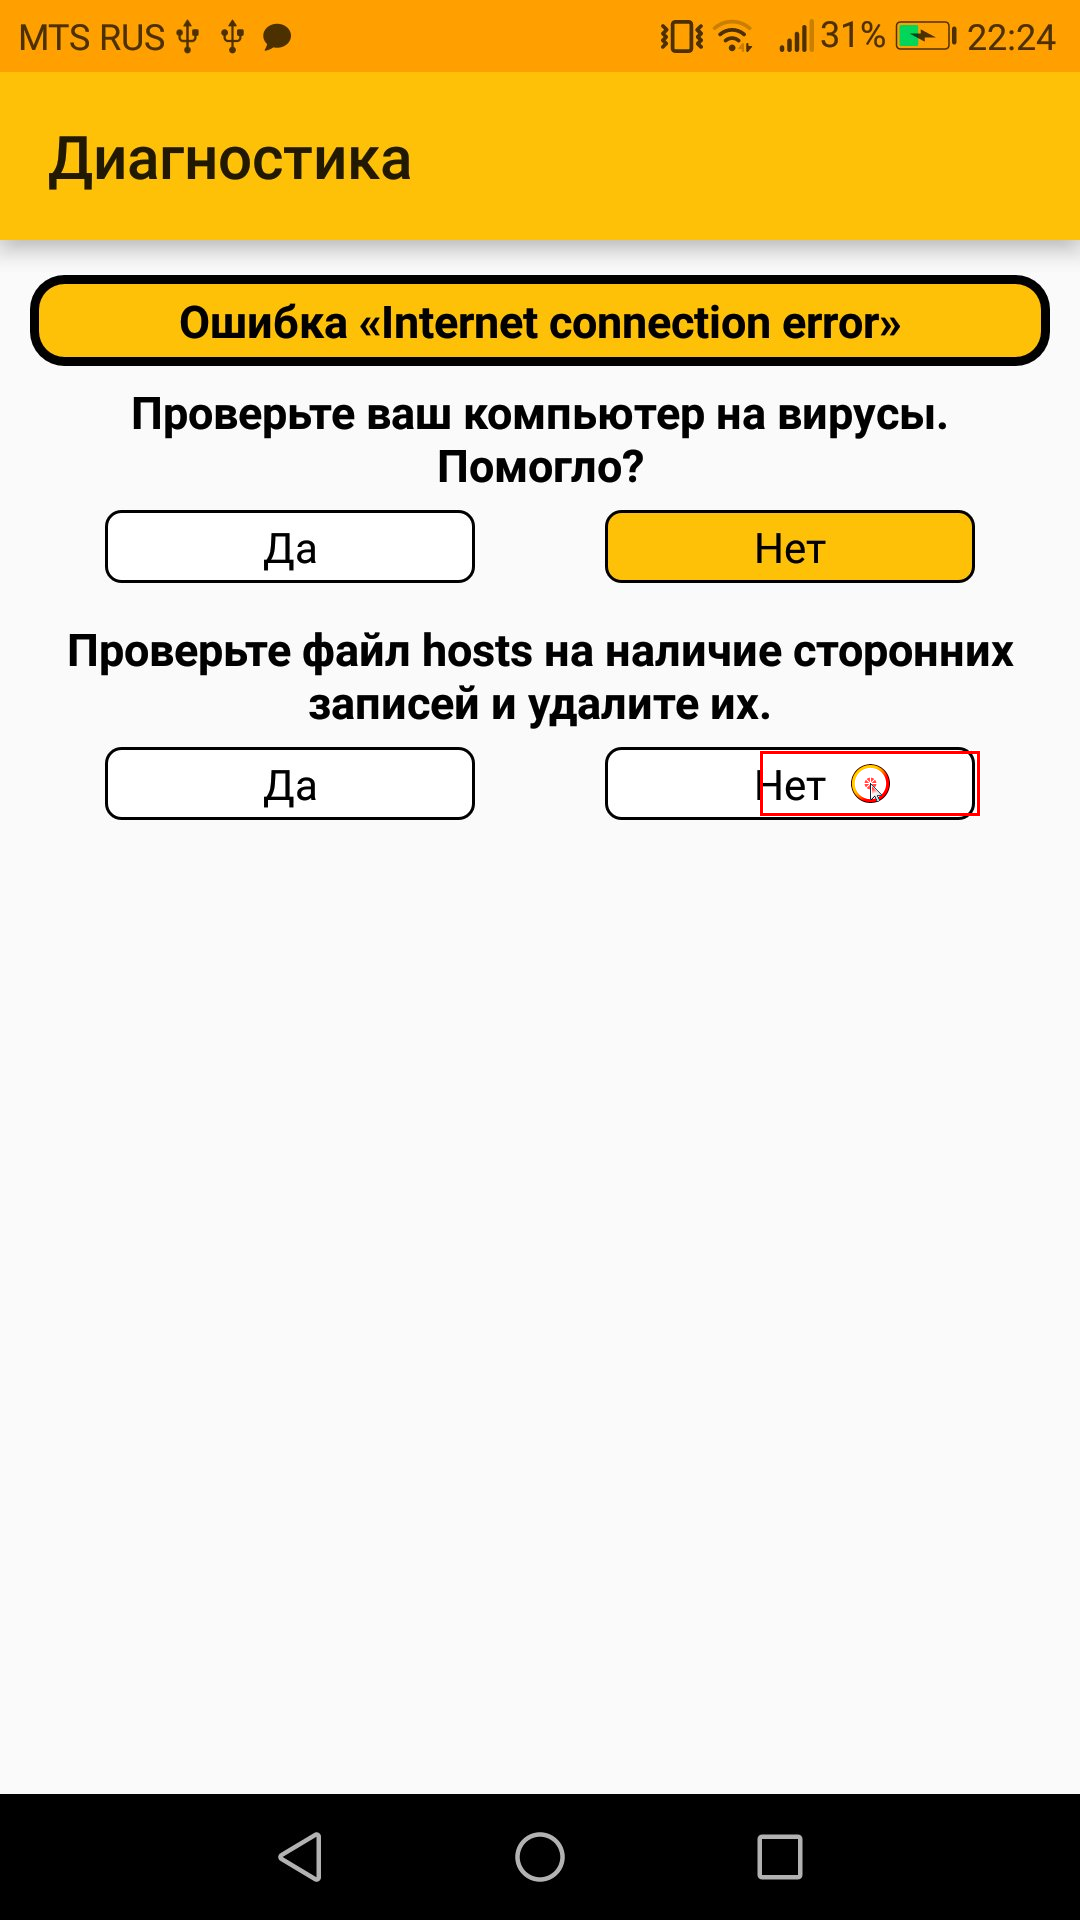 MTS RUS 31% 22:24
Диагностика
Ошибка «Internet connection error»
Проверьте ваш компьютер на вирусы.
Помогло?
Да Нет
Проверьте файл hosts на наличие сторонних
записей и удалите их.
Да Нет